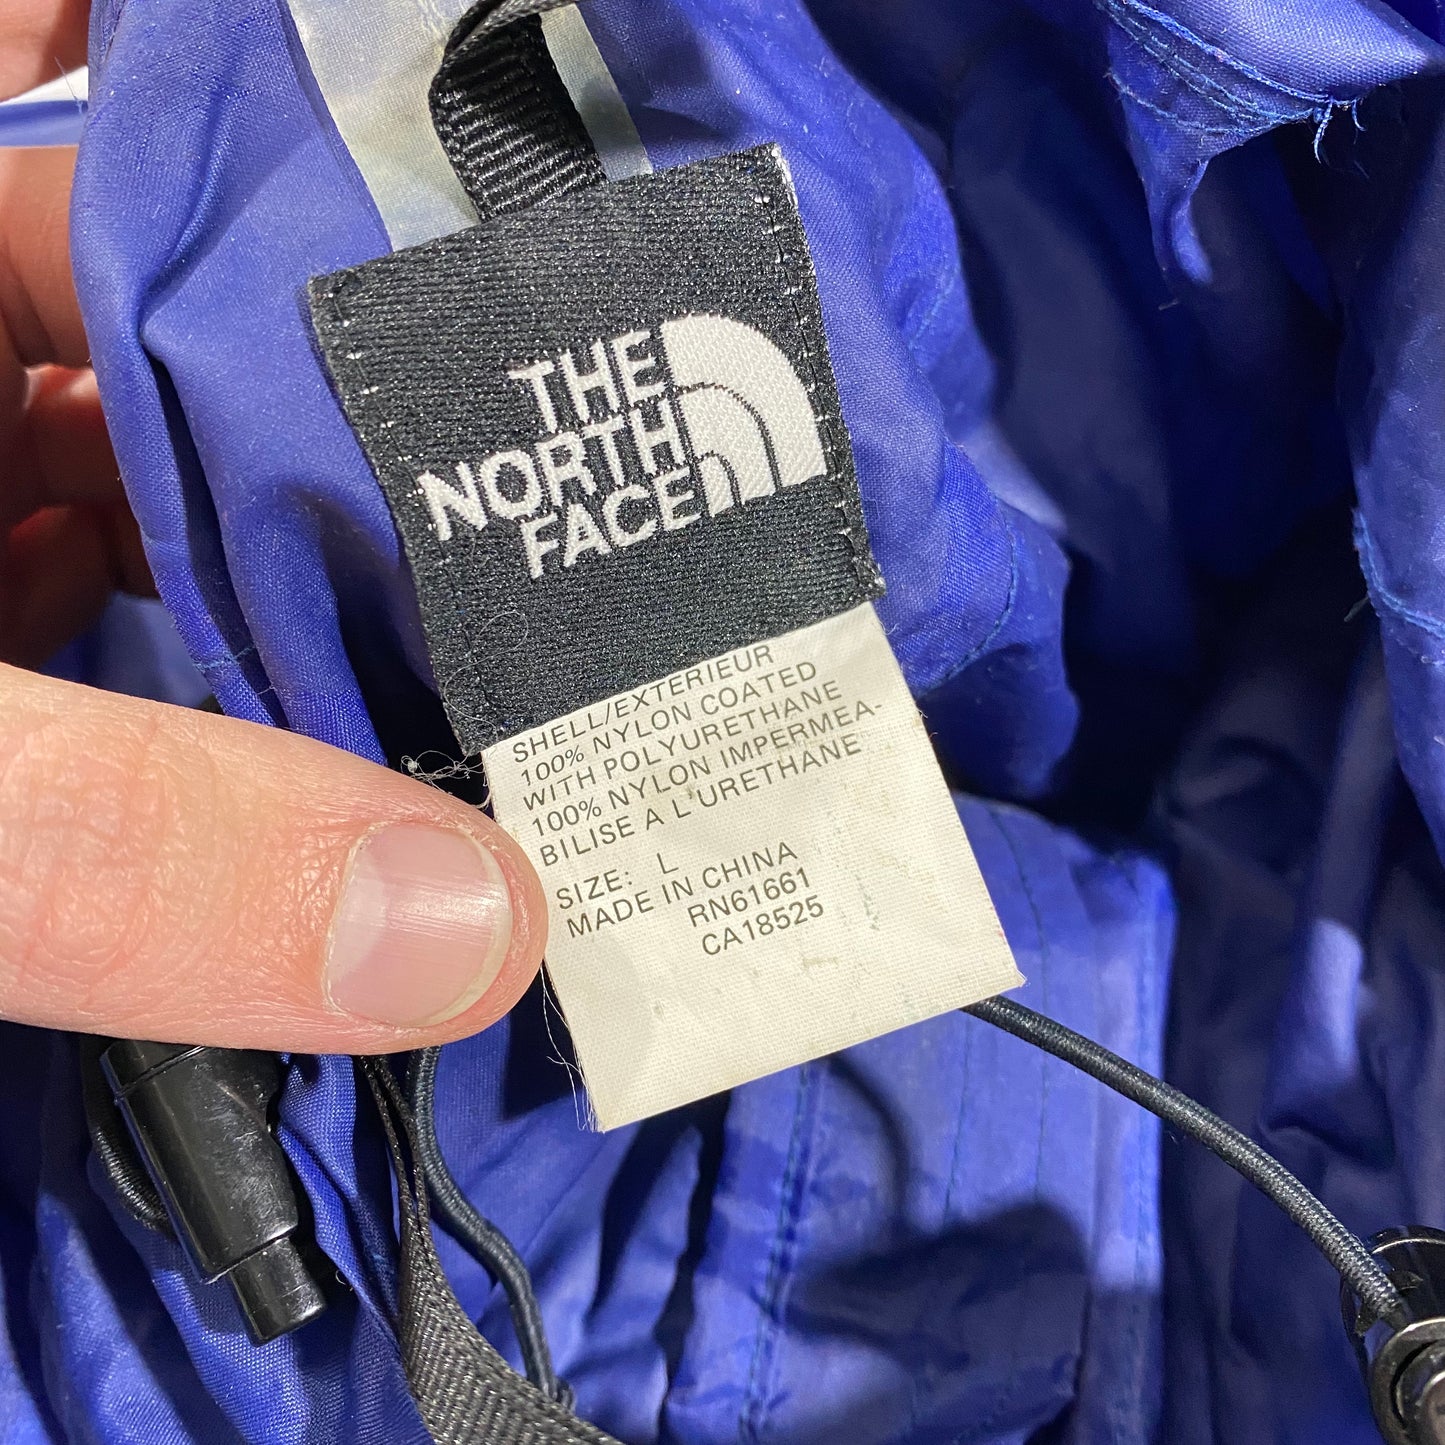 THE
NORTH
FACE
SHELL/EXTERIEUR
100% NYLON COATED
WITH POLYURETHANE
100% NYLON IMPERMEA-
BILISE A L'URETHANE
SIZE: L
MADE IN CHINA
RN61661
CA18525